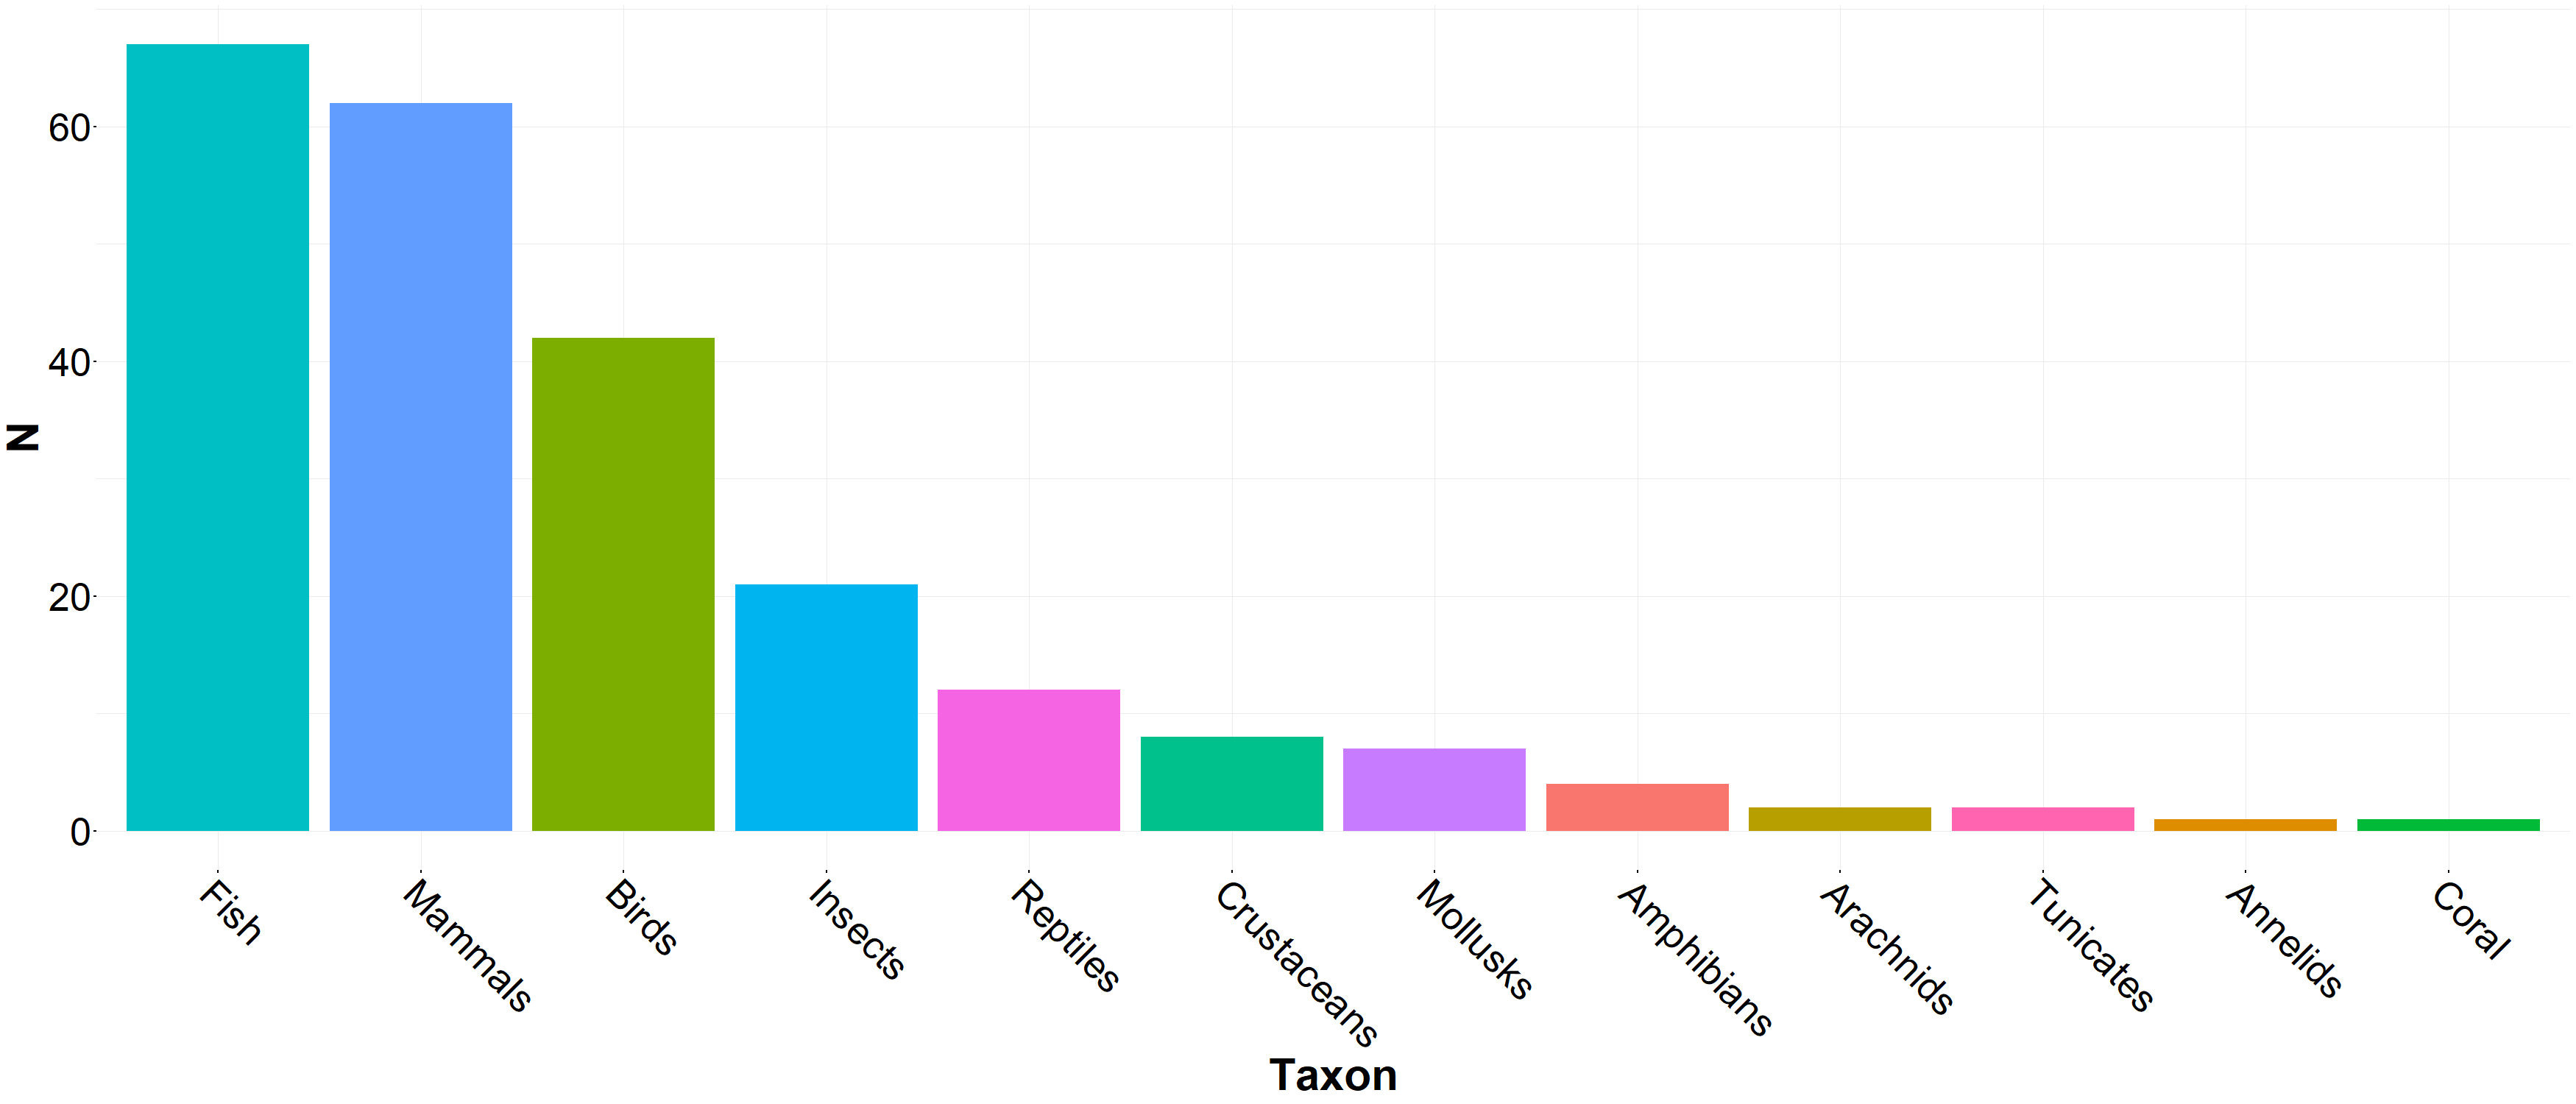 N
60
40
20
0
Fish
Mammals
Birds
Insects
Reptiles
Crustaceans
Mollusks
Amphibians
Arachnids
Tunicates
Annelids
Coral
Taxon